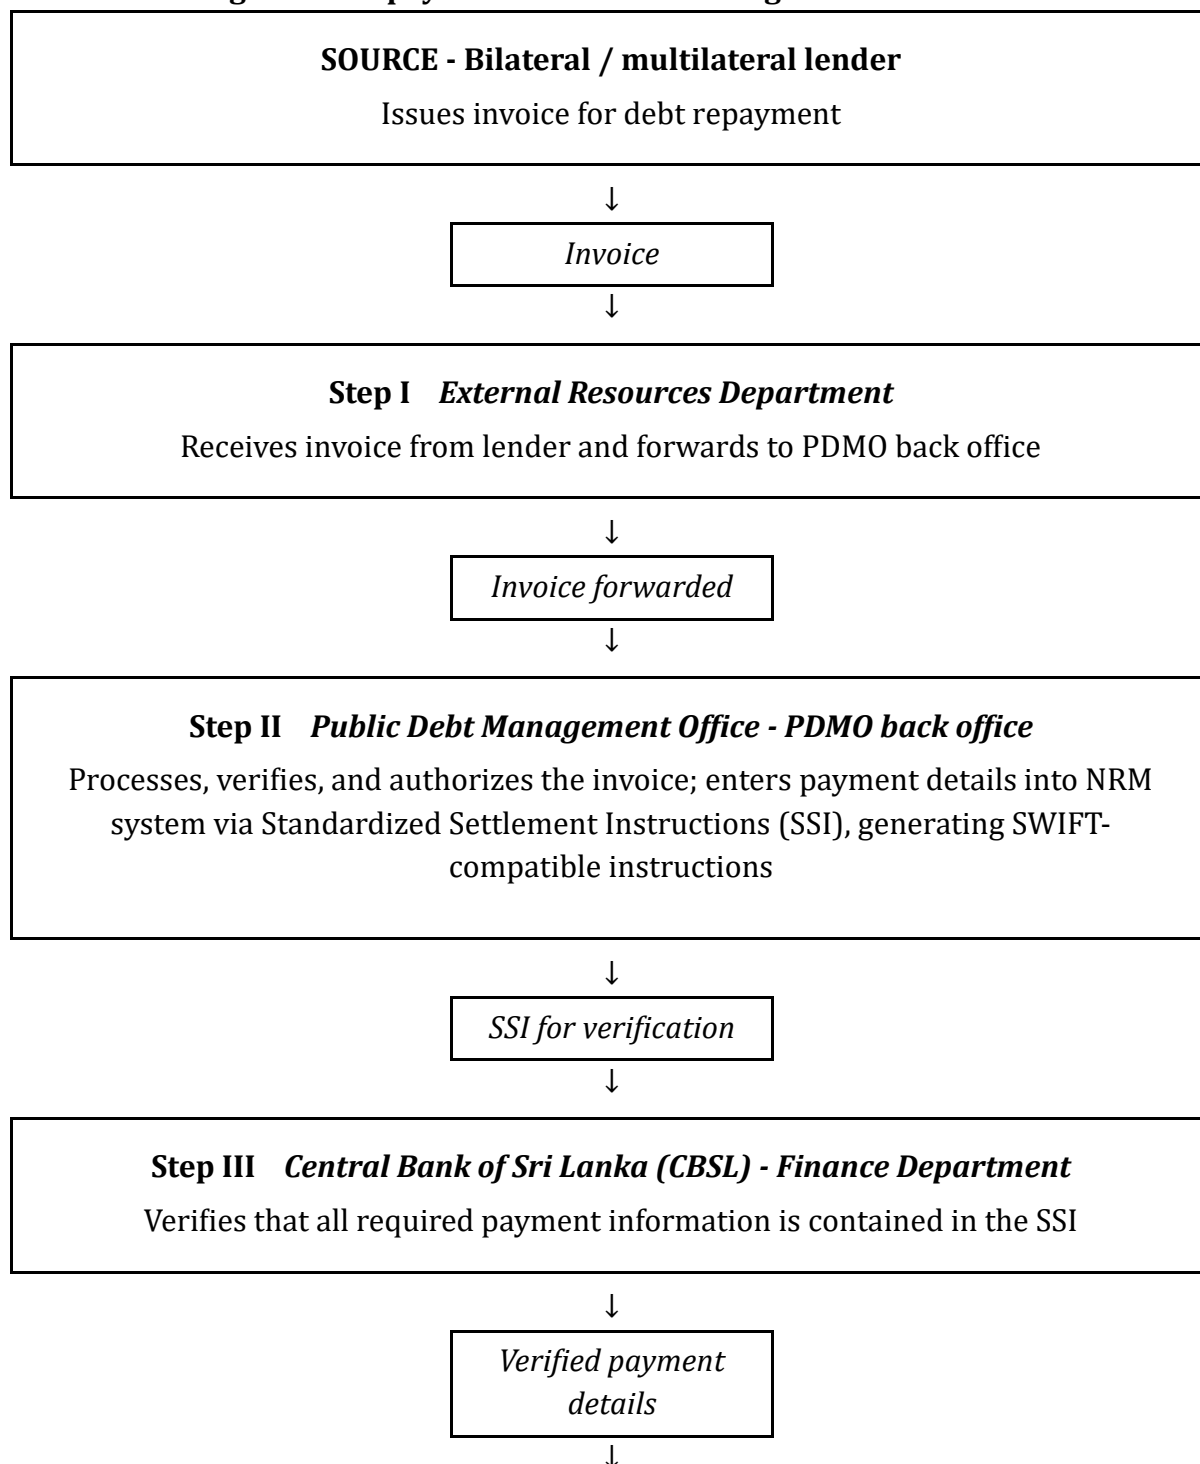 SOURCE - Bilateral / multilateral lender
Issues invoice for debt repayment
↓
Invoice
↓
Step I External Resources Department
Receives invoice from lender and forwards to PDMO back office
↓
Invoice forwarded
↓
Step II Public Debt Management Office - PDMO back office
Processes, verifies, and authorizes the invoice; enters payment details into NRM
system via Standardized Settlement Instructions (SSI), generating SWIFT-
compatible instructions
↓
SSI for verification
↓
Step III Central Bank of Sri Lanka (CBSL) - Finance Department
Verifies that all required payment information is contained in the SSI
↓
Verified payment
details
↓